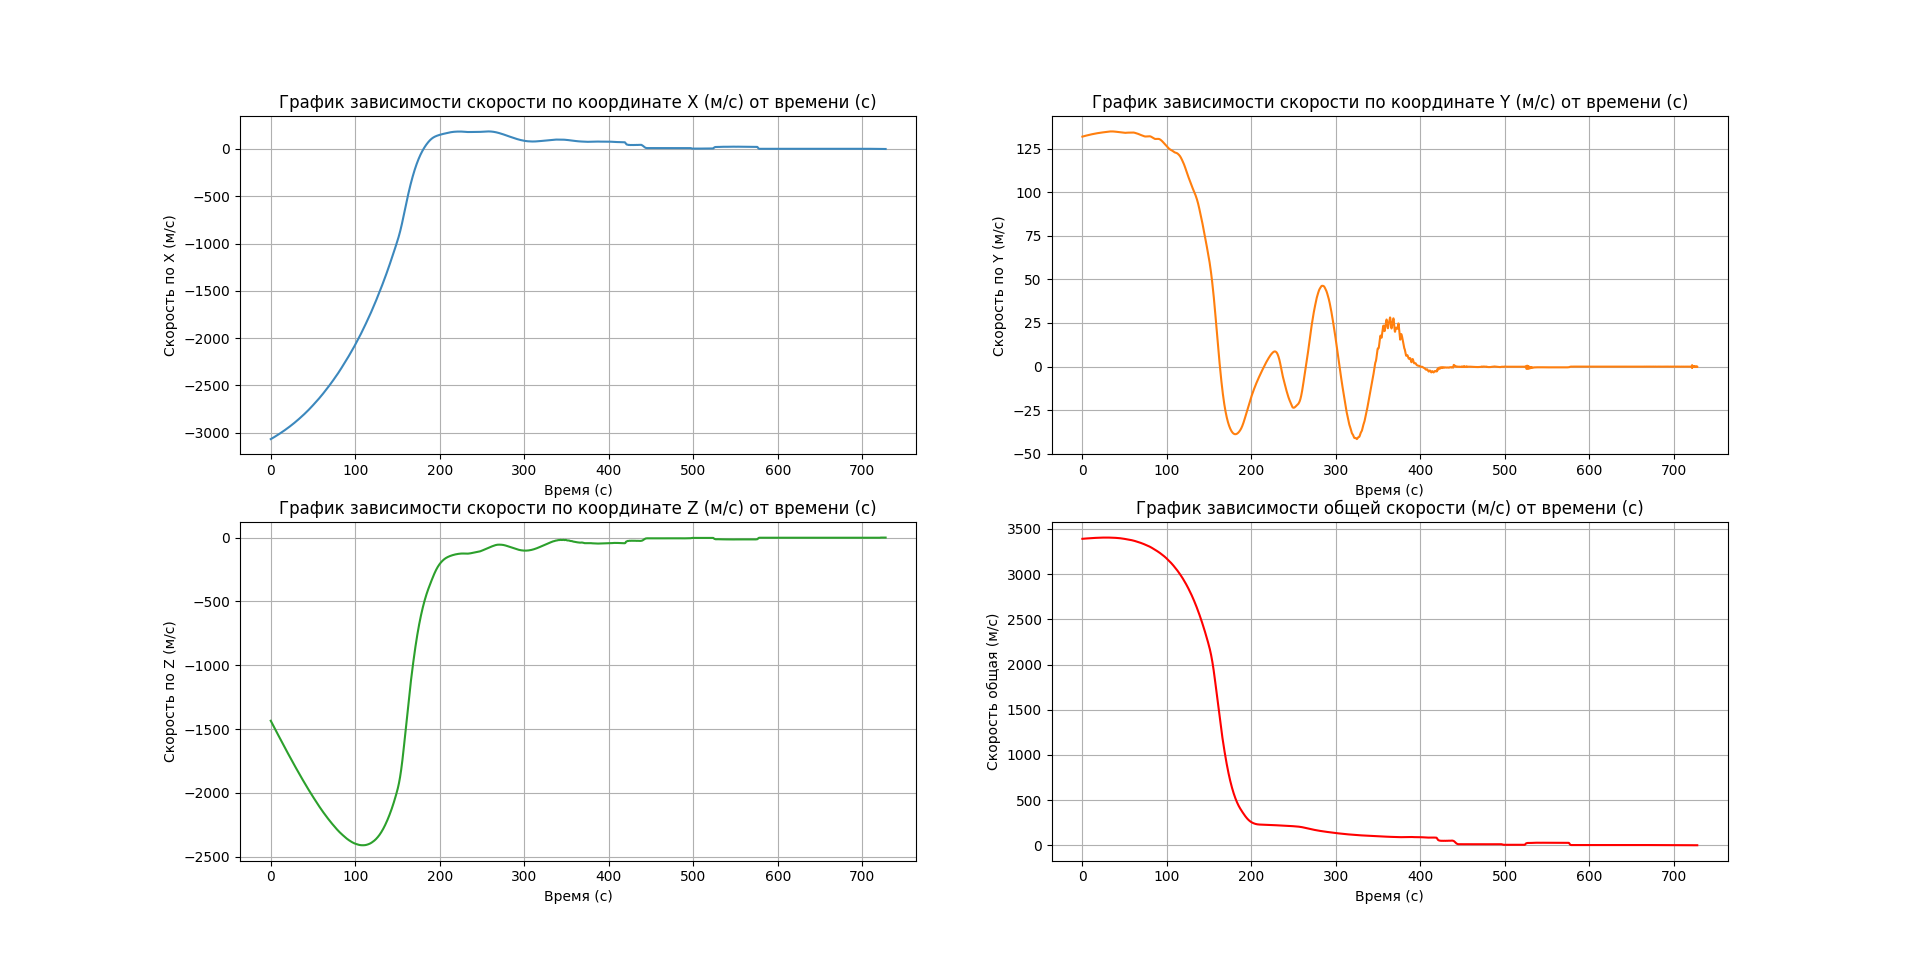 График зависимости скорости по координате X (м/с) от времени (с)
Скорость по X (м/с)
0
−500
−1000
−1500
−2000
−2500
−3000
0 100 200 300 400 500 600 700
Время (с)
График зависимости скорости по координате Y (м/с) от времени (с)
Скорость по Y (м/с)
125
100
75
50
25
0
−25
−50
0 100 200 300 400 500 600 700
Время (с)
График зависимости скорости по координате Z (м/с) от времени (с)
Скорость по Z (м/с)
0
−500
−1000
−1500
−2000
−2500
0 100 200 300 400 500 600 700
Время (с)
График зависимости общей скорости (м/с) от времени (с)
Скорость общая (м/с)
3500
3000
2500
2000
1500
1000
500
0
0 100 200 300 400 500 600 700
Время (с)